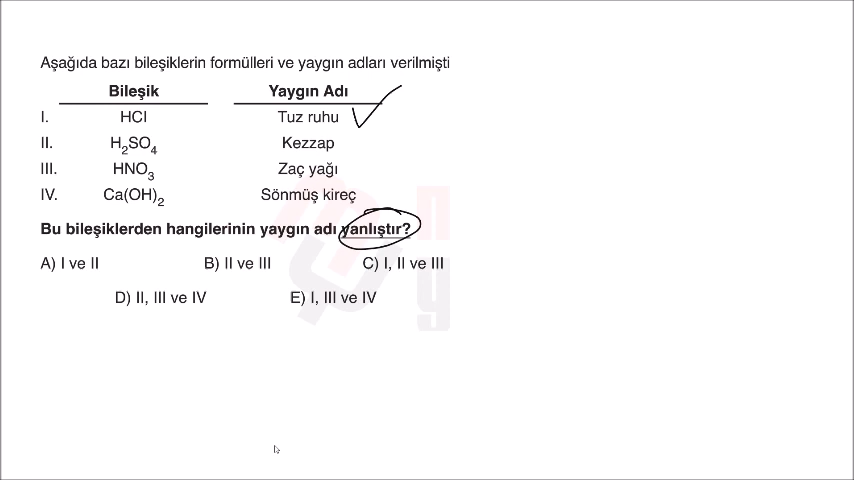 Aşağıda bazı bileşiklerin formülleri ve yaygın adları verilmişti
Bileşik Yaygın Adı
I. HCI Tuz ruhu
II. H₂SO₄ Kezzap
III. HNO₃ Zaç yağı
IV. Ca(OH)₂ Sönmüş kireç
Bu bileşiklerden hangilerinin yaygın adı yanlıştır?
A) I ve II B) II ve III C) I, II ve III
D) II, III ve IV E) I, III ve IV